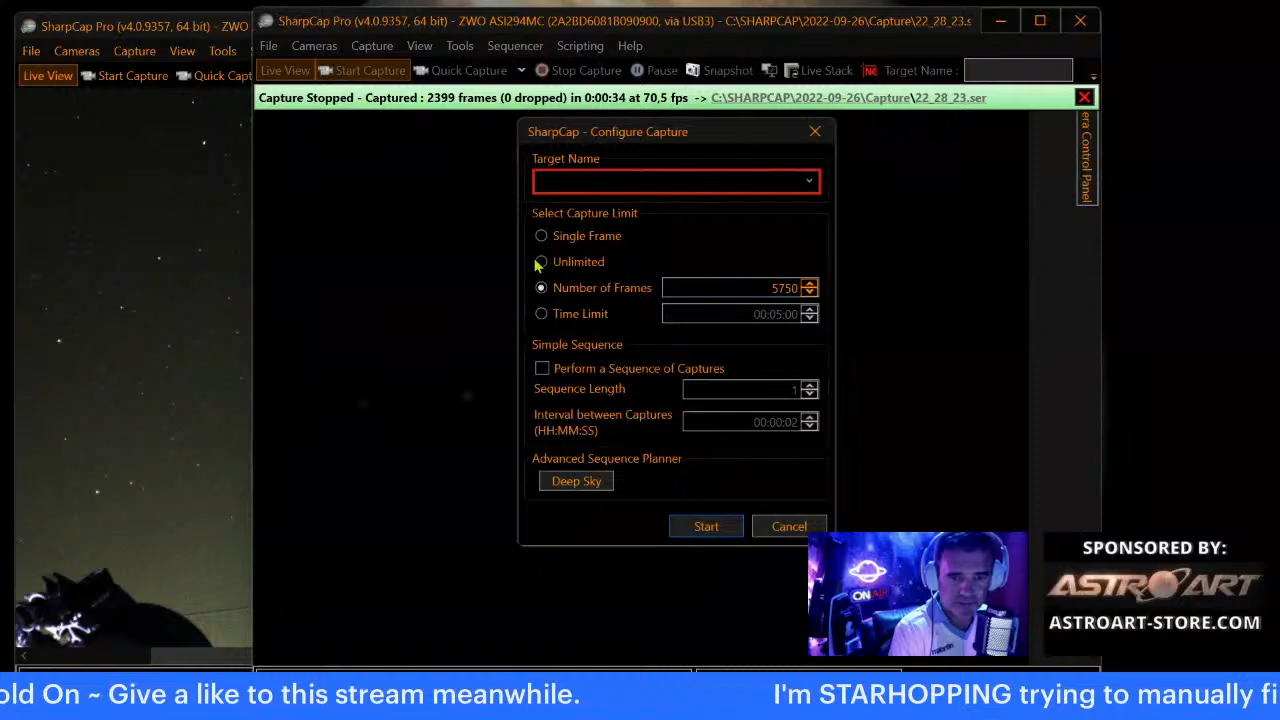 SharpCap Pro (v4.0.9357, 64 bit) - ZWO
File Cameras Capture View Tools
Live View Start Capture Quick Capt
SharpCap Pro (v4.0.9357, 64 bit) - ZWO ASI294MC (2A2BD6081B090900, via USB3) - C:\SHARPCAP\2022-09-26\Capture\22_28_23.s
File Cameras Capture View Tools Sequencer Scripting Help
Live View Start Capture Quick Capture Stop Capture Pause Snapshot Live Stack Target Name :
Capture Stopped - Captured : 2399 frames (0 dropped) in 0:00:34 at 70,5 fps -> C:\SHARPCAP\2022-09-26\Capture\22_28_23.ser
era Control Panel
SharpCap - Configure Capture
Target Name
Select Capture Limit
Single Frame
Unlimited
Number of Frames 5750
Time Limit 00:05:00
Simple Sequence
Perform a Sequence of Captures
Sequence Length 1
Interval between Captures 00:00:02
(HH:MM:SS)
Advanced Sequence Planner
Deep Sky
Start Cancel
ON AIR
SPONSORED BY:
ASTROART
ASTROART-STORE.COM
old On ~ Give a like to this stream meanwhile. I'm STARHOPPING trying to manually fi